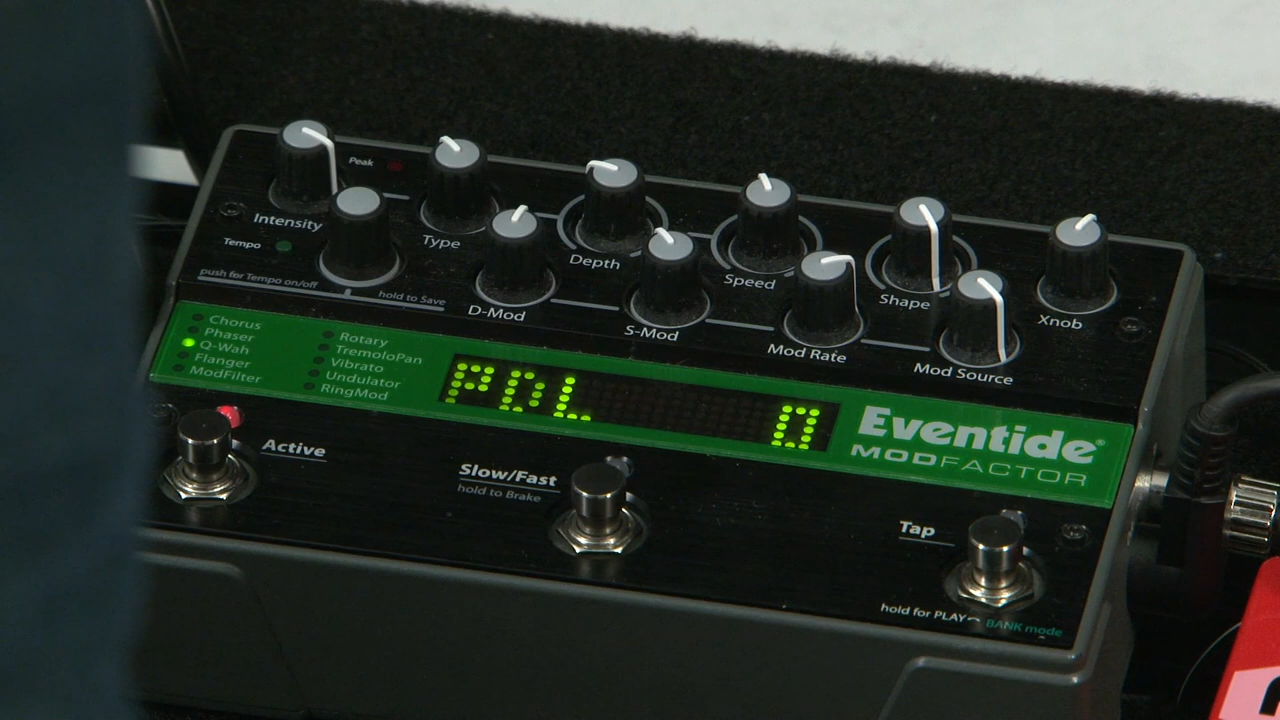 Peak
Intensity
Type
Depth
Speed
Shape
Xnob
Tempo
push for Tempo on/off
hold to Save
D-Mod
S-Mod
Mod Rate
Mod Source
Chorus
Phaser
Q-Wah
Flanger
ModFilter
Rotary
TremoloPan
Vibrato
Undulator
RingMod
PDL 0
Eventide®
MODFACTOR
Active
Slow/Fast
hold to Brake
Tap
hold for PLAY
BANK mode